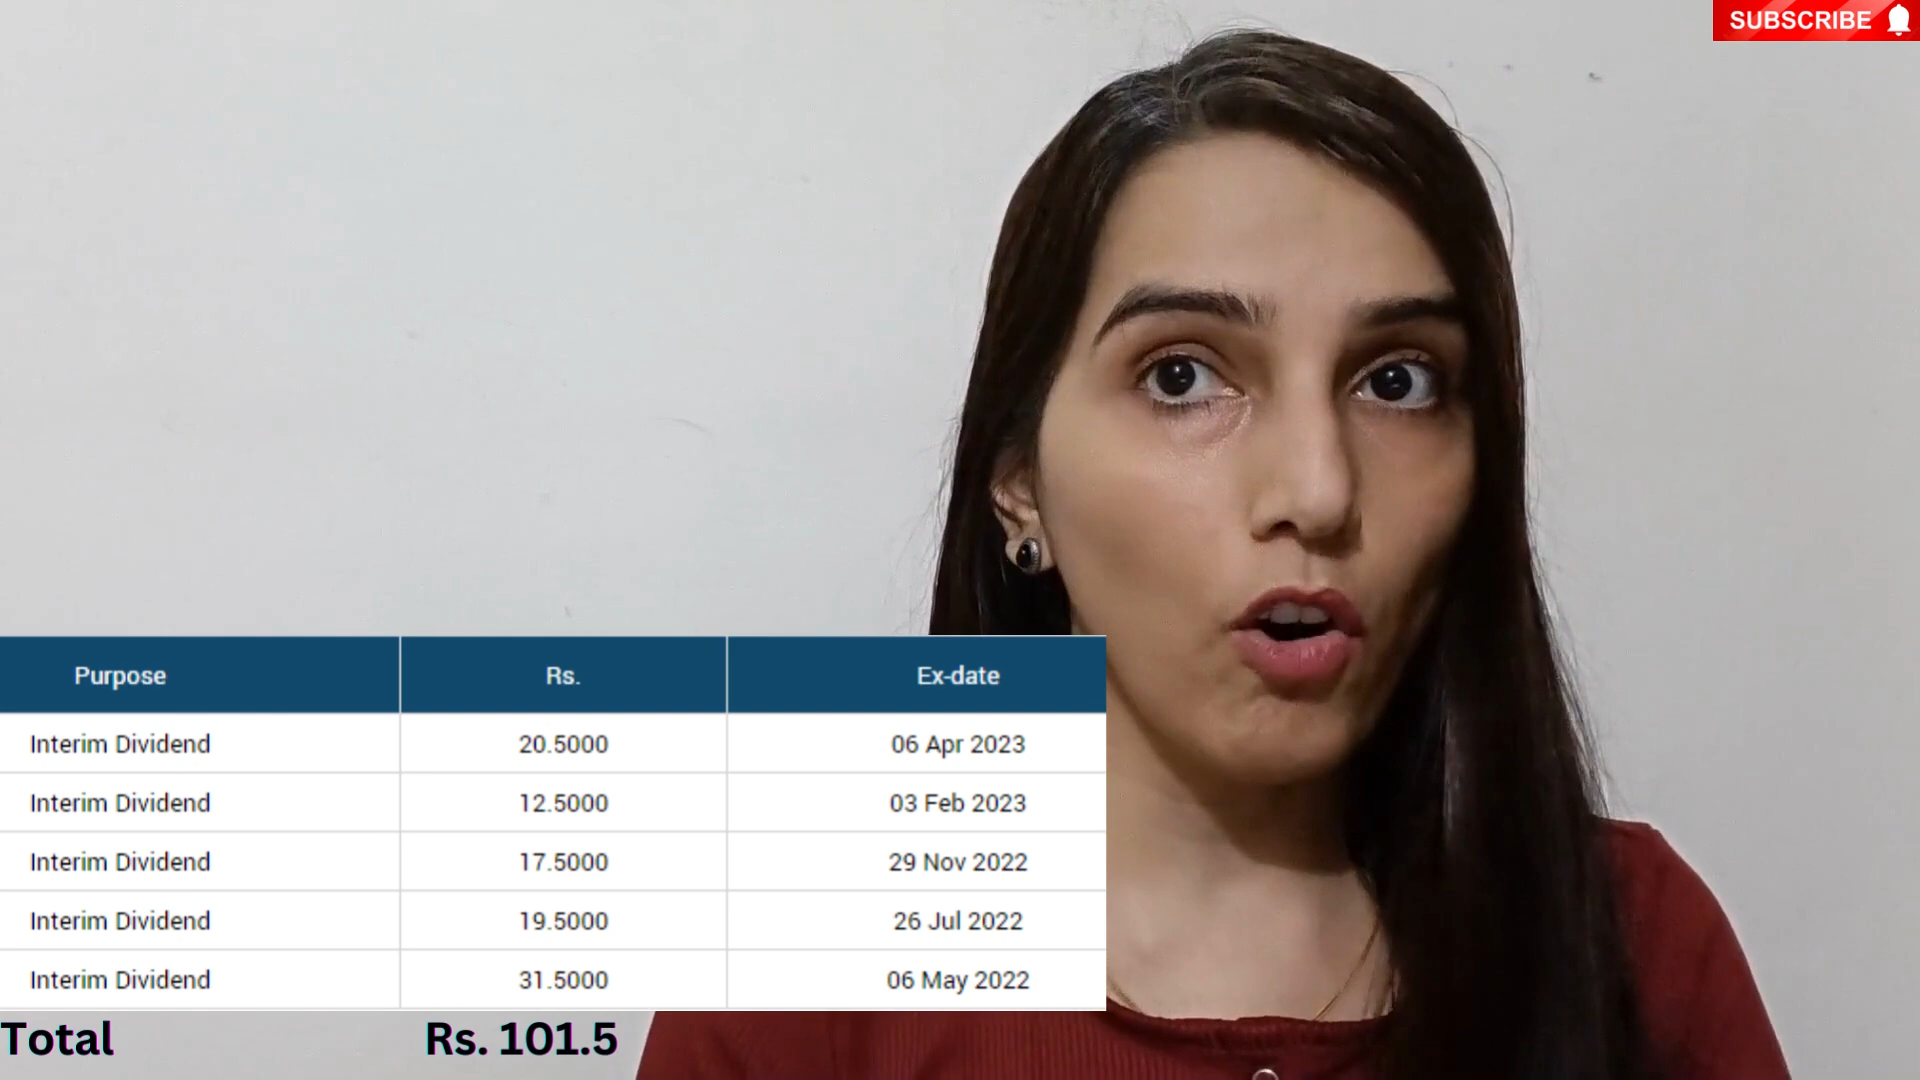 SUBSCRIBE
Purpose Rs. Ex-date
Interim Dividend 20.5000 06 Apr 2023
Interim Dividend 12.5000 03 Feb 2023
Interim Dividend 17.5000 29 Nov 2022
Interim Dividend 19.5000 26 Jul 2022
Interim Dividend 31.5000 06 May 2022
Total Rs. 101.5